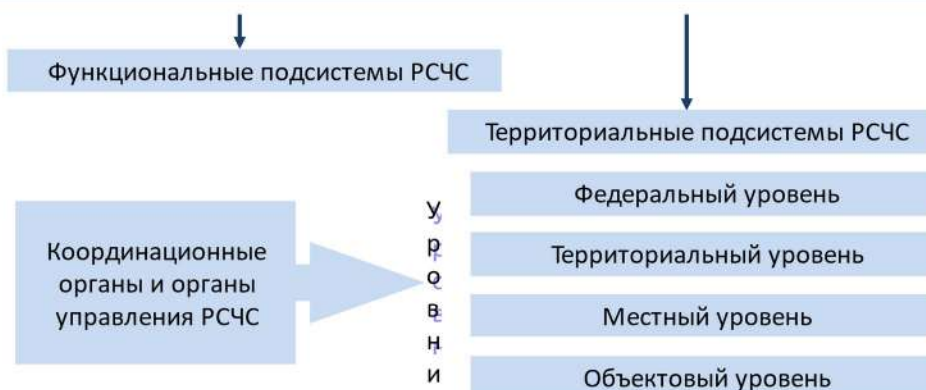 Функциональные подсистемы РСЧС
Территориальные подсистемы РСЧС
Координационные
органы и органы
управления РСЧС
Уровни
Федеральный уровень
Территориальный уровень
Местный уровень
Объектовый уровень